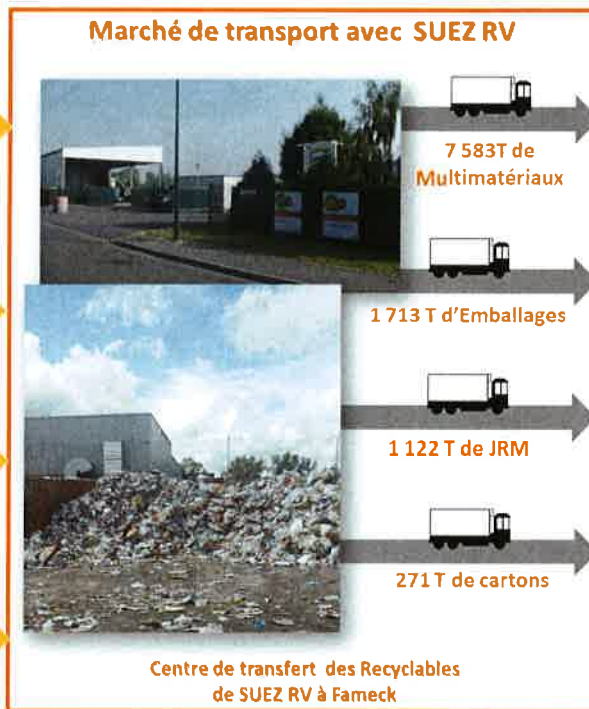 Marché de transport avec SUEZ RV
7 583T de
Multimatériaux
1 713 T d'Emballages
1 122 T de JRM
271 T de cartons
Centre de transfert des Recyclables
de SUEZ RV à Fameck